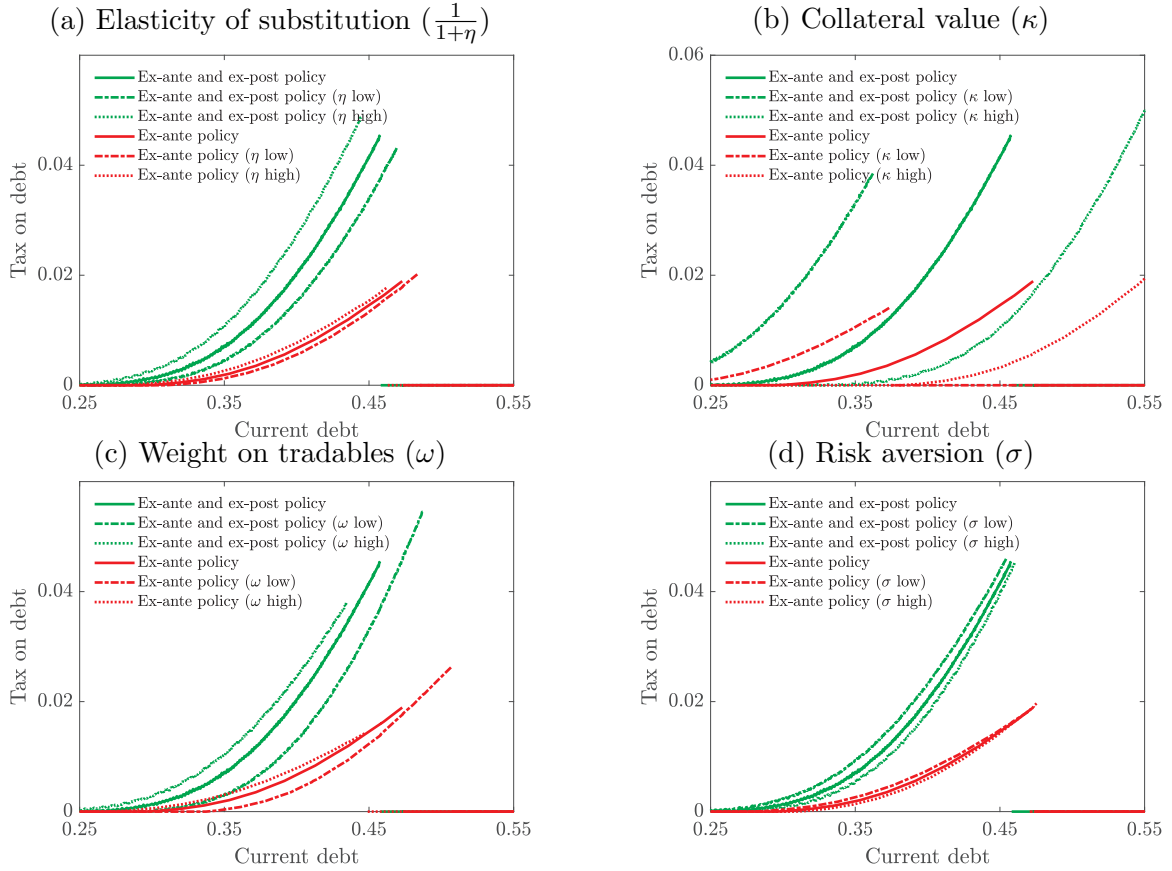 (a) Elasticity of substitution (1/(1+η))
Ex-ante and ex-post policy
Ex-ante and ex-post policy (η low)
Ex-ante and ex-post policy (η high)
Ex-ante policy
Ex-ante policy (η low)
Ex-ante policy (η high)
Tax on debt
0.04
0.02
0
0.25 0.35 0.45 0.55
Current debt
(b) Collateral value (κ)
Ex-ante and ex-post policy
Ex-ante and ex-post policy (κ low)
Ex-ante and ex-post policy (κ high)
Ex-ante policy
Ex-ante policy (κ low)
Ex-ante policy (κ high)
Tax on debt
0.06
0.04
0.02
0
0.25 0.35 0.45 0.55
Current debt
(c) Weight on tradables (ω)
Ex-ante and ex-post policy
Ex-ante and ex-post policy (ω low)
Ex-ante and ex-post policy (ω high)
Ex-ante policy
Ex-ante policy (ω low)
Ex-ante policy (ω high)
Tax on debt
0.04
0.02
0
0.25 0.35 0.45 0.55
Current debt
(d) Risk aversion (σ)
Ex-ante and ex-post policy
Ex-ante and ex-post policy (σ low)
Ex-ante and ex-post policy (σ high)
Ex-ante policy
Ex-ante policy (σ low)
Ex-ante policy (σ high)
Tax on debt
0.04
0.02
0
0.25 0.35 0.45 0.55
Current debt